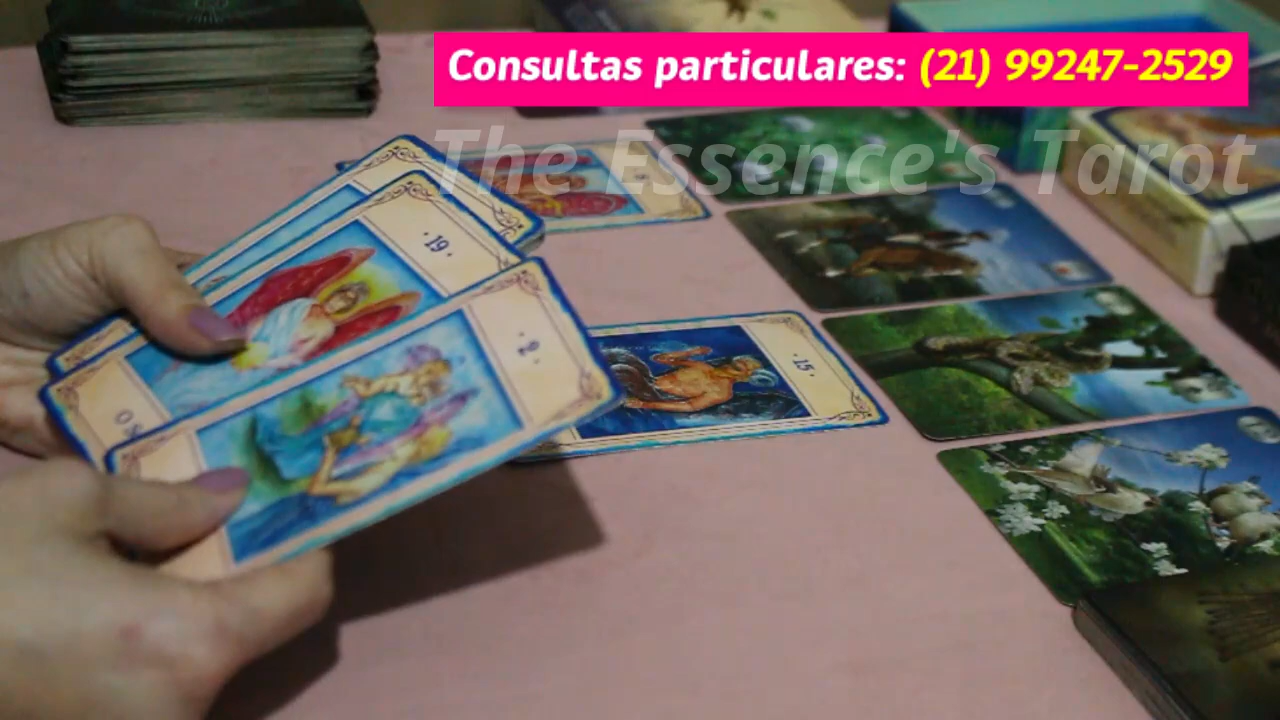 Consultas particulares: (21) 99247-2529
The Essence's Tarot
·19·
·2·
·15·